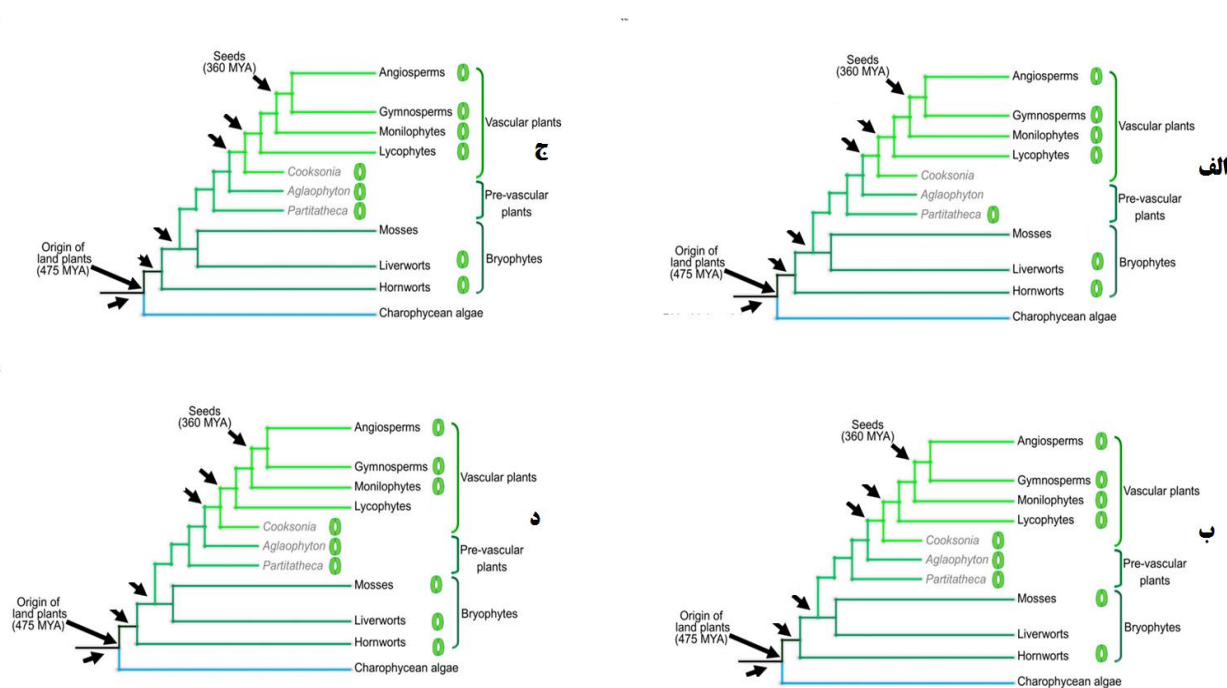 Seeds
(360 MYA)
Angiosperms
Gymnosperms
Monilophytes
Lycophytes
Cooksonia
Aglaophyton
Partitatheca
Mosses
Liverworts
Hornworts
Charophycean algae
Vascular plants
Pre-vascular
plants
Bryophytes
Origin of
land plants
(475 MYA)
ج
Seeds
(360 MYA)
Angiosperms
Gymnosperms
Monilophytes
Lycophytes
Cooksonia
Aglaophyton
Partitatheca
Mosses
Liverworts
Hornworts
Charophycean algae
Vascular plants
Pre-vascular
plants
Bryophytes
Origin of
land plants
(475 MYA)
الف
Seeds
(360 MYA)
Angiosperms
Gymnosperms
Monilophytes
Lycophytes
Cooksonia
Aglaophyton
Partitatheca
Mosses
Liverworts
Hornworts
Charophycean algae
Vascular plants
Pre-vascular
plants
Bryophytes
Origin of
land plants
(475 MYA)
د
Seeds
(360 MYA)
Angiosperms
Gymnosperms
Monilophytes
Lycophytes
Cooksonia
Aglaophyton
Partitatheca
Mosses
Liverworts
Hornworts
Charophycean algae
Vascular plants
Pre-vascular
plants
Bryophytes
Origin of
land plants
(475 MYA)
ب